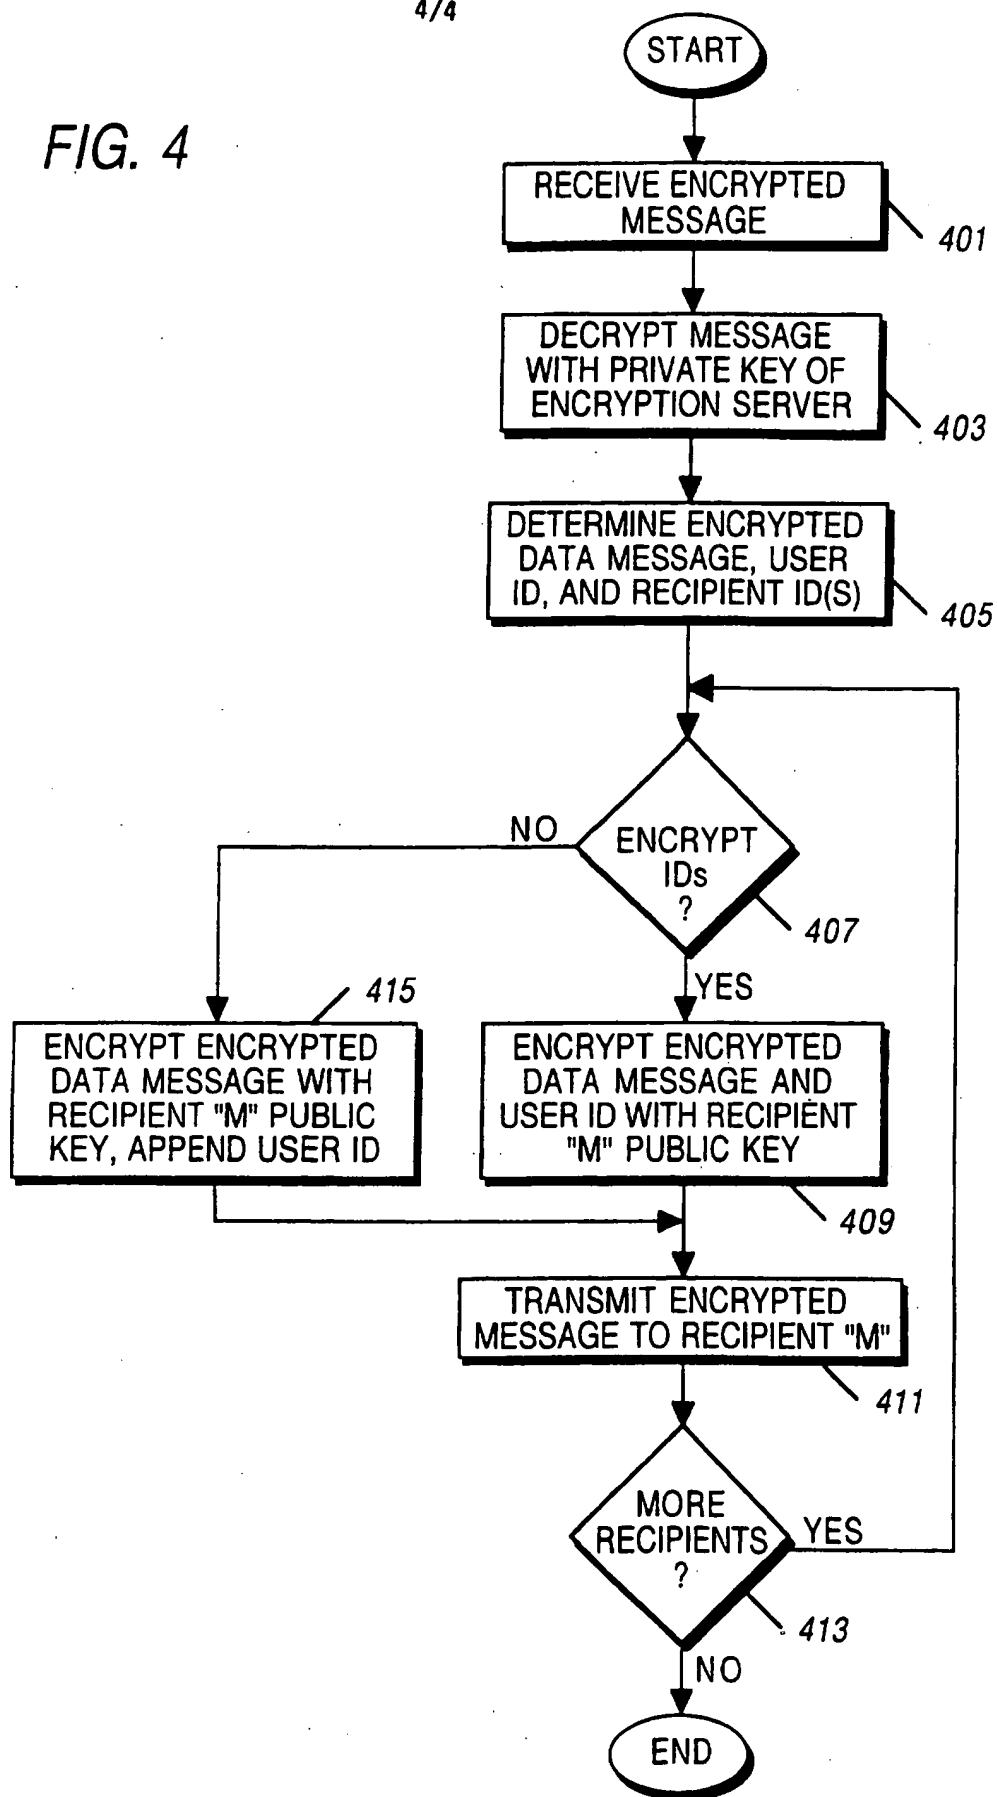 4/4
FIG. 4
START
RECEIVE ENCRYPTED
MESSAGE
401
DECRYPT MESSAGE
WITH PRIVATE KEY OF
ENCRYPTION SERVER
403
DETERMINE ENCRYPTED
DATA MESSAGE, USER
ID, AND RECIPIENT ID(S)
405
ENCRYPT
IDs
?
407
NO
YES
415
ENCRYPT ENCRYPTED
DATA MESSAGE WITH
RECIPIENT "M" PUBLIC
KEY, APPEND USER ID
ENCRYPT ENCRYPTED
DATA MESSAGE AND
USER ID WITH RECIPIENT
"M" PUBLIC KEY
409
TRANSMIT ENCRYPTED
MESSAGE TO RECIPIENT "M"
411
MORE
RECIPIENTS
?
YES
413
NO
END